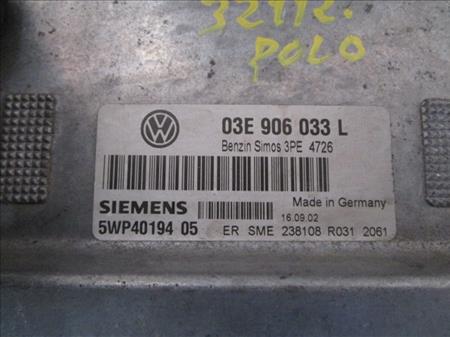 POLO
VW
03E 906 033 L
Benzin Simos 3PE 4726
Made in Germany
SIEMENS
16.09.02
5WP40194 05
ER SME 238108 R031 2061